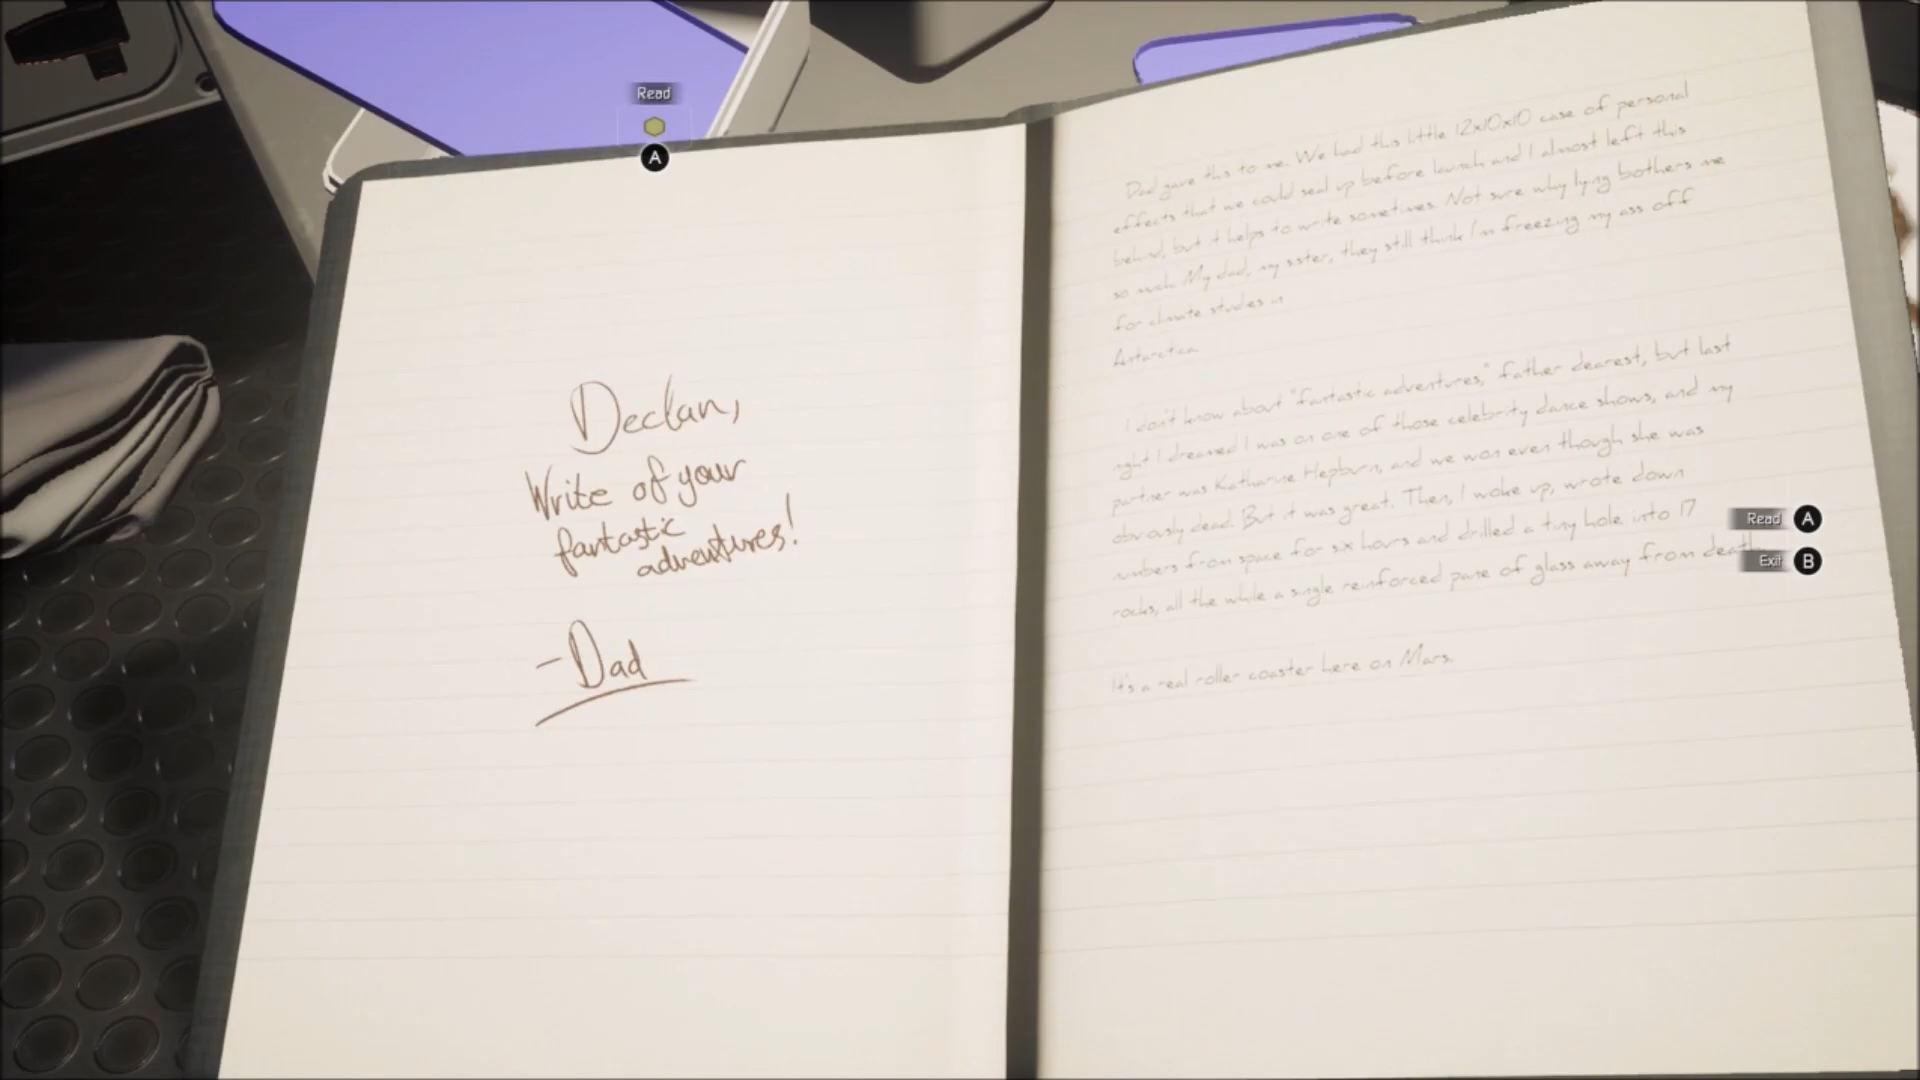 Read
A
Declan,
Write of your
fantastic
adventures!
-Dad
Dad gave this to me. We had this little 12x10x10 case of personal
effects that we could seal up before launch and I almost left this
behind, but it helps to write sometimes. Not sure why lying bothers me
so much. My dad, my sister, they still think I'm freezing my ass off
for climate studies in
Antarctica.
I don't know about "fantastic adventures," father dearest, but last
night I dreamed I was on one of those celebrity dance shows, and my
partner was Katharine Hepburn, and we won even though she was
obviously dead. But it was great. Then, I woke up, wrote down
numbers from space for six hours and drilled a tiny hole into 17
rocks, all the while a single reinforced pane of glass away from death.
It's a real roller coaster here on Mars.
Read A
Exit B